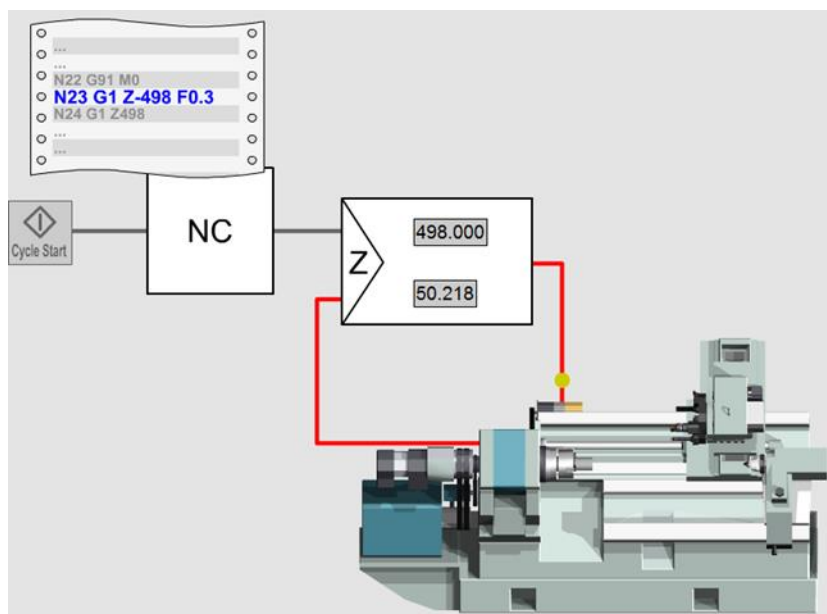 ...
...
N22 G91 M0
N23 G1 Z-498 F0.3
N24 G1 Z498
...
...
Cycle Start
NC
Z
498.000
50.218